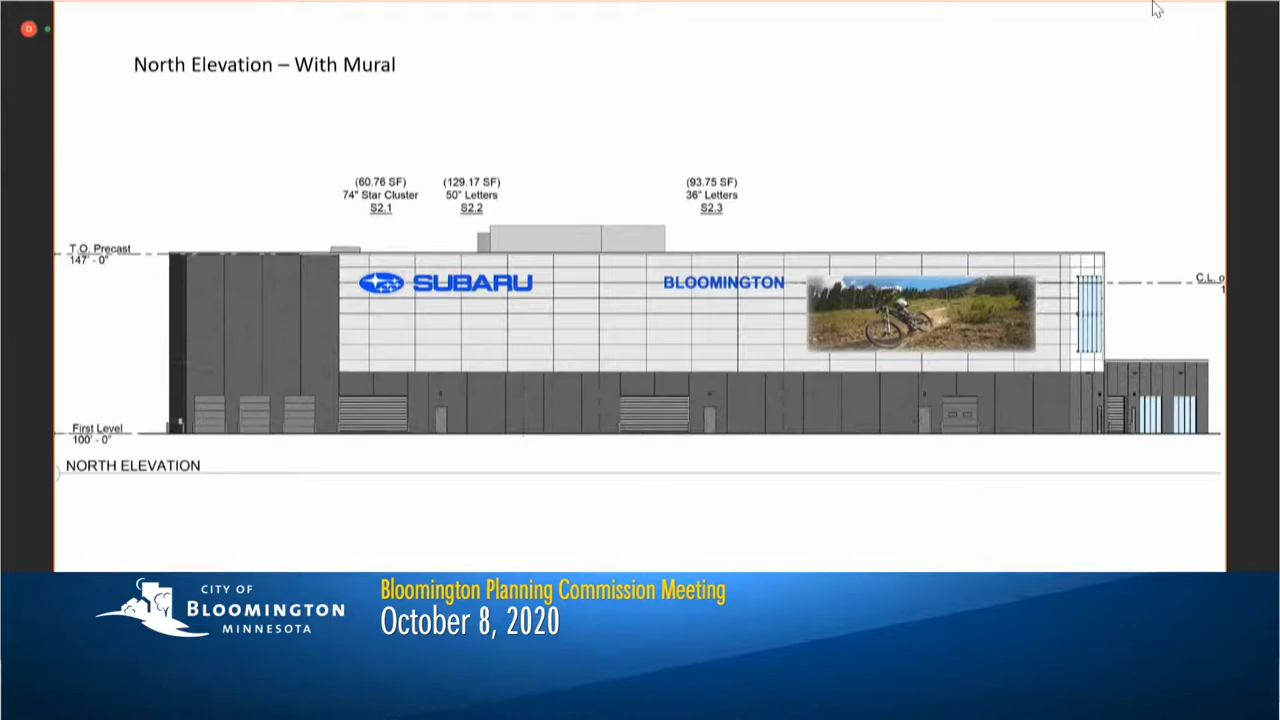 North Elevation – With Mural
(60.76 SF)
74" Star Cluster
S2.1
(129.17 SF)
50" Letters
S2.2
(93.75 SF)
36" Letters
S2.3
T.O. Precast
147' - 0"
SUBARU
BLOOMINGTON
C.L. o
1
First Level
100' - 0"
NORTH ELEVATION
CITY OF
BLOOMINGTON
MINNESOTA
Bloomington Planning Commission Meeting
October 8, 2020